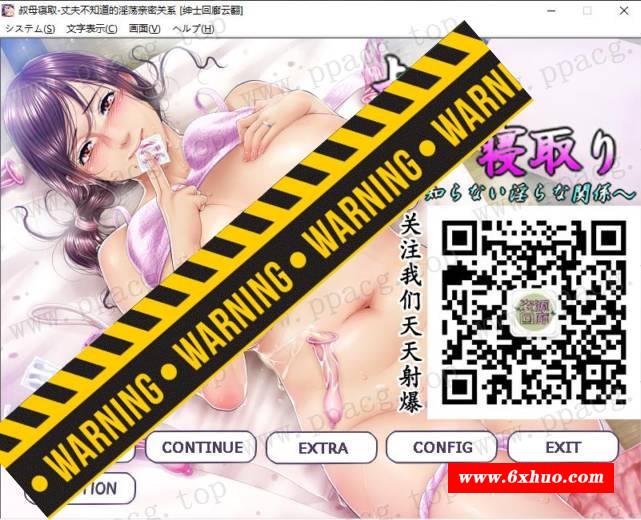 叔母寝取-丈夫不知道的淫荡亲密关系 [绅士回廊云翻]
システム(S) 文字表示(C) 画面(V) ヘルプ(H)
www.ppacg.top
寝取り
知らない淫らな関係～
WARNING ● WARNING ● WARNING ● WARNI
关注我们天天射爆
CONTINUE
EXTRA
CONFIG
EXIT
TION
www.6xhuo.com